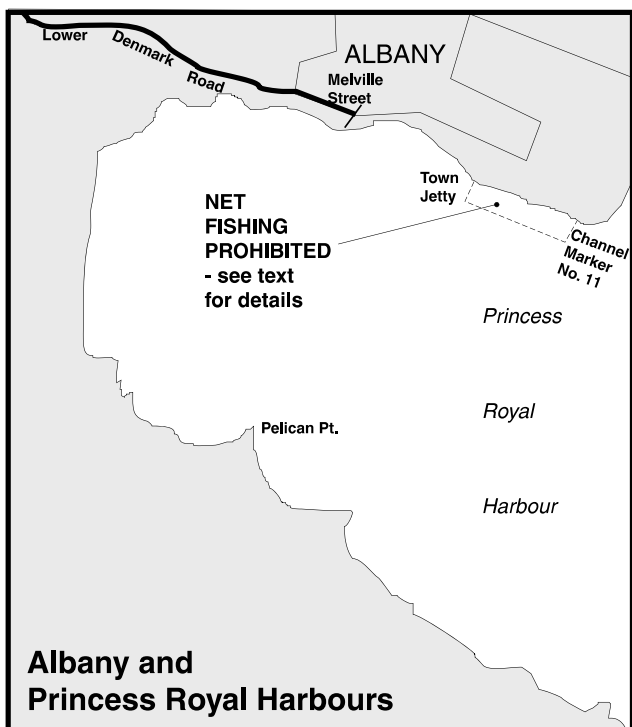 Lower Denmark Road
ALBANY
Melville
Street
Town
Jetty
NET
FISHING
PROHIBITED
- see text
for details
Channel
Marker
No. 11
Princess
Royal
Harbour
Pelican Pt.
Albany and
Princess Royal Harbours